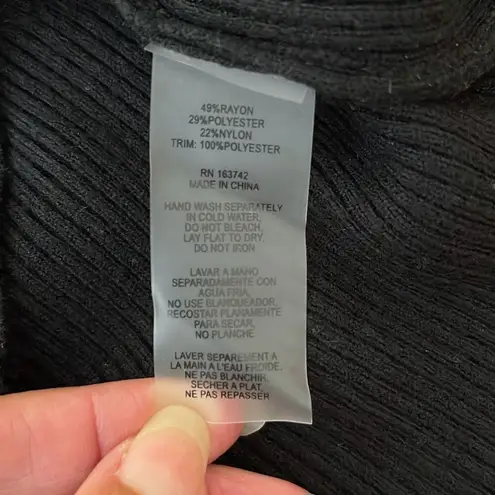 49%RAYON
29%POLYESTER
22%NYLON
TRIM: 100%POLYESTER
RN 163742
MADE IN CHINA
HAND WASH SEPARATELY
IN COLD WATER,
DO NOT BLEACH,
LAY FLAT TO DRY.
DO NOT IRON
LAVAR A MANO
SEPARADAMENTE CON
AGUA FRIA,
NO USE BLANQUEADOR,
RECOSTAR PLANAMENTE
PARA SECAR,
NO PLANCHE
LAVER SEPAREMENT A
LA MAIN A L'EAU FROIDE,
NE PAS BLANCHIR,
SECHER A PLAT,
NE PAS REPASSER